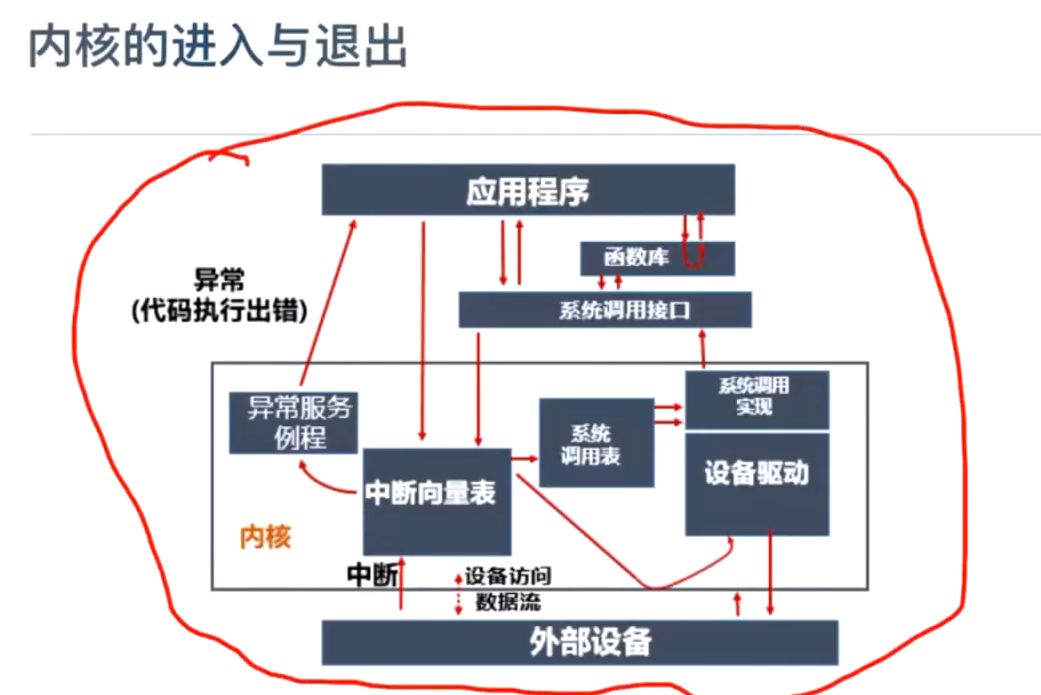 内核的进入与退出
应用程序
函数库
异常
(代码执行出错)
系统调用接口
异常服务
例程
系统调用
实现
系统
调用表
中断向量表
设备驱动
内核
中断
设备访问
数据流
外部设备